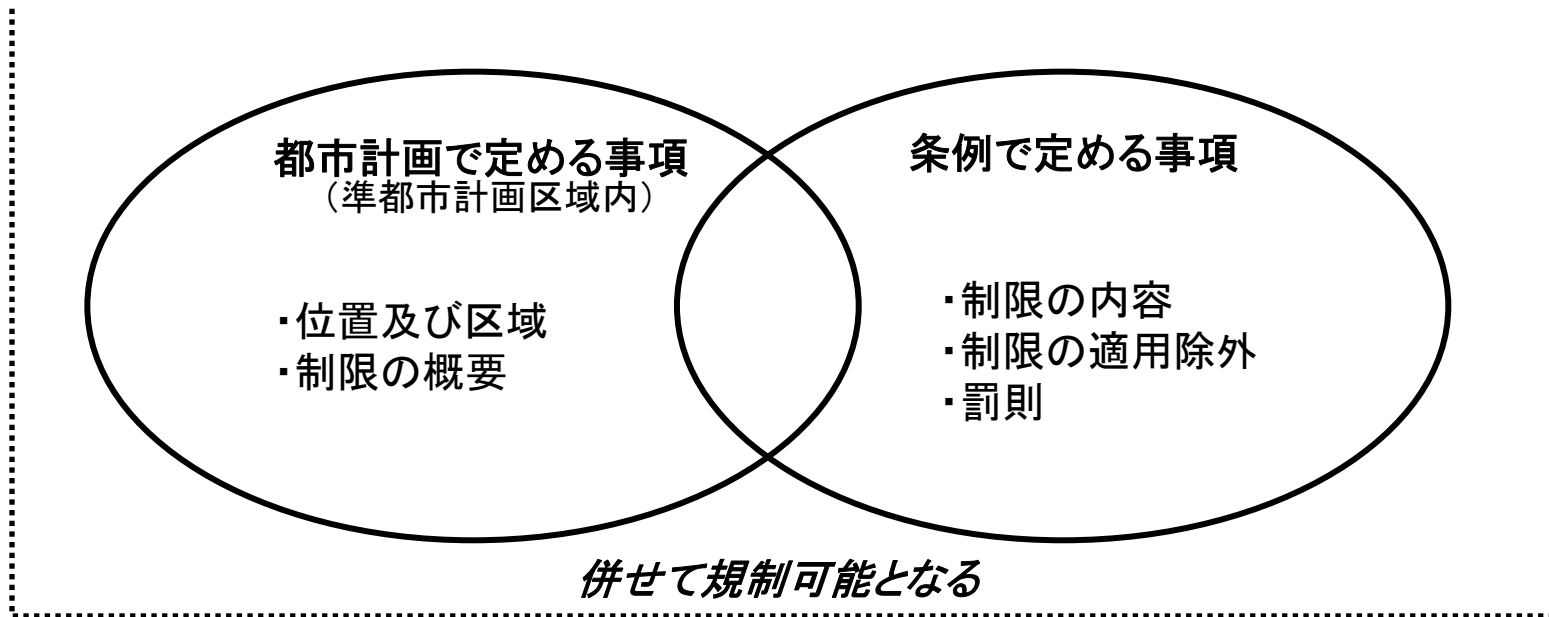 都市計画で定める事項
（準都市計画区域内）
・位置及び区域
・制限の概要
条例で定める事項
・制限の内容
・制限の適用除外
・罰則
併せて規制可能となる